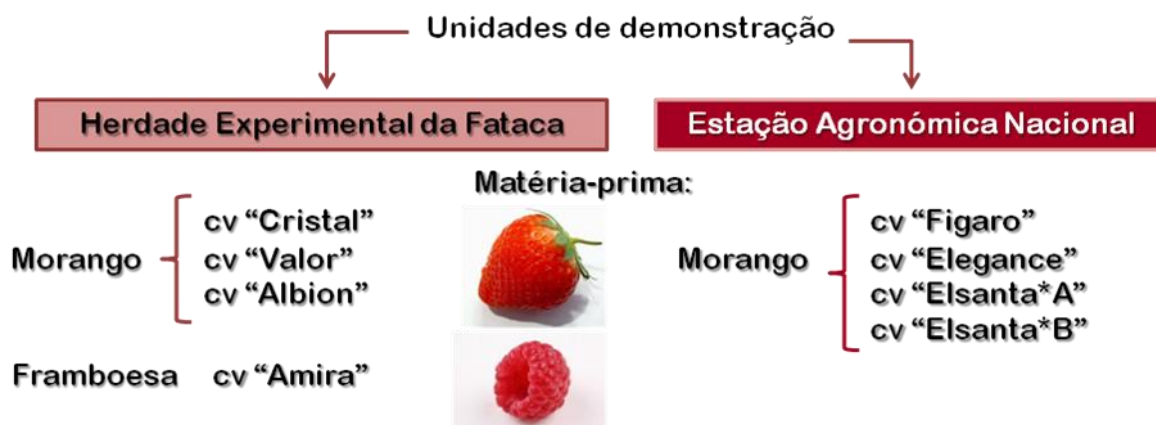 Unidades de demonstração
Herdade Experimental da Fataca
Estação Agronómica Nacional
Matéria-prima:
Morango
cv “Cristal”
cv “Valor”
cv “Albion”
Framboesa cv “Amira”
Morango
cv “Figaro”
cv “Elegance”
cv “Elsanta*A”
cv “Elsanta*B”